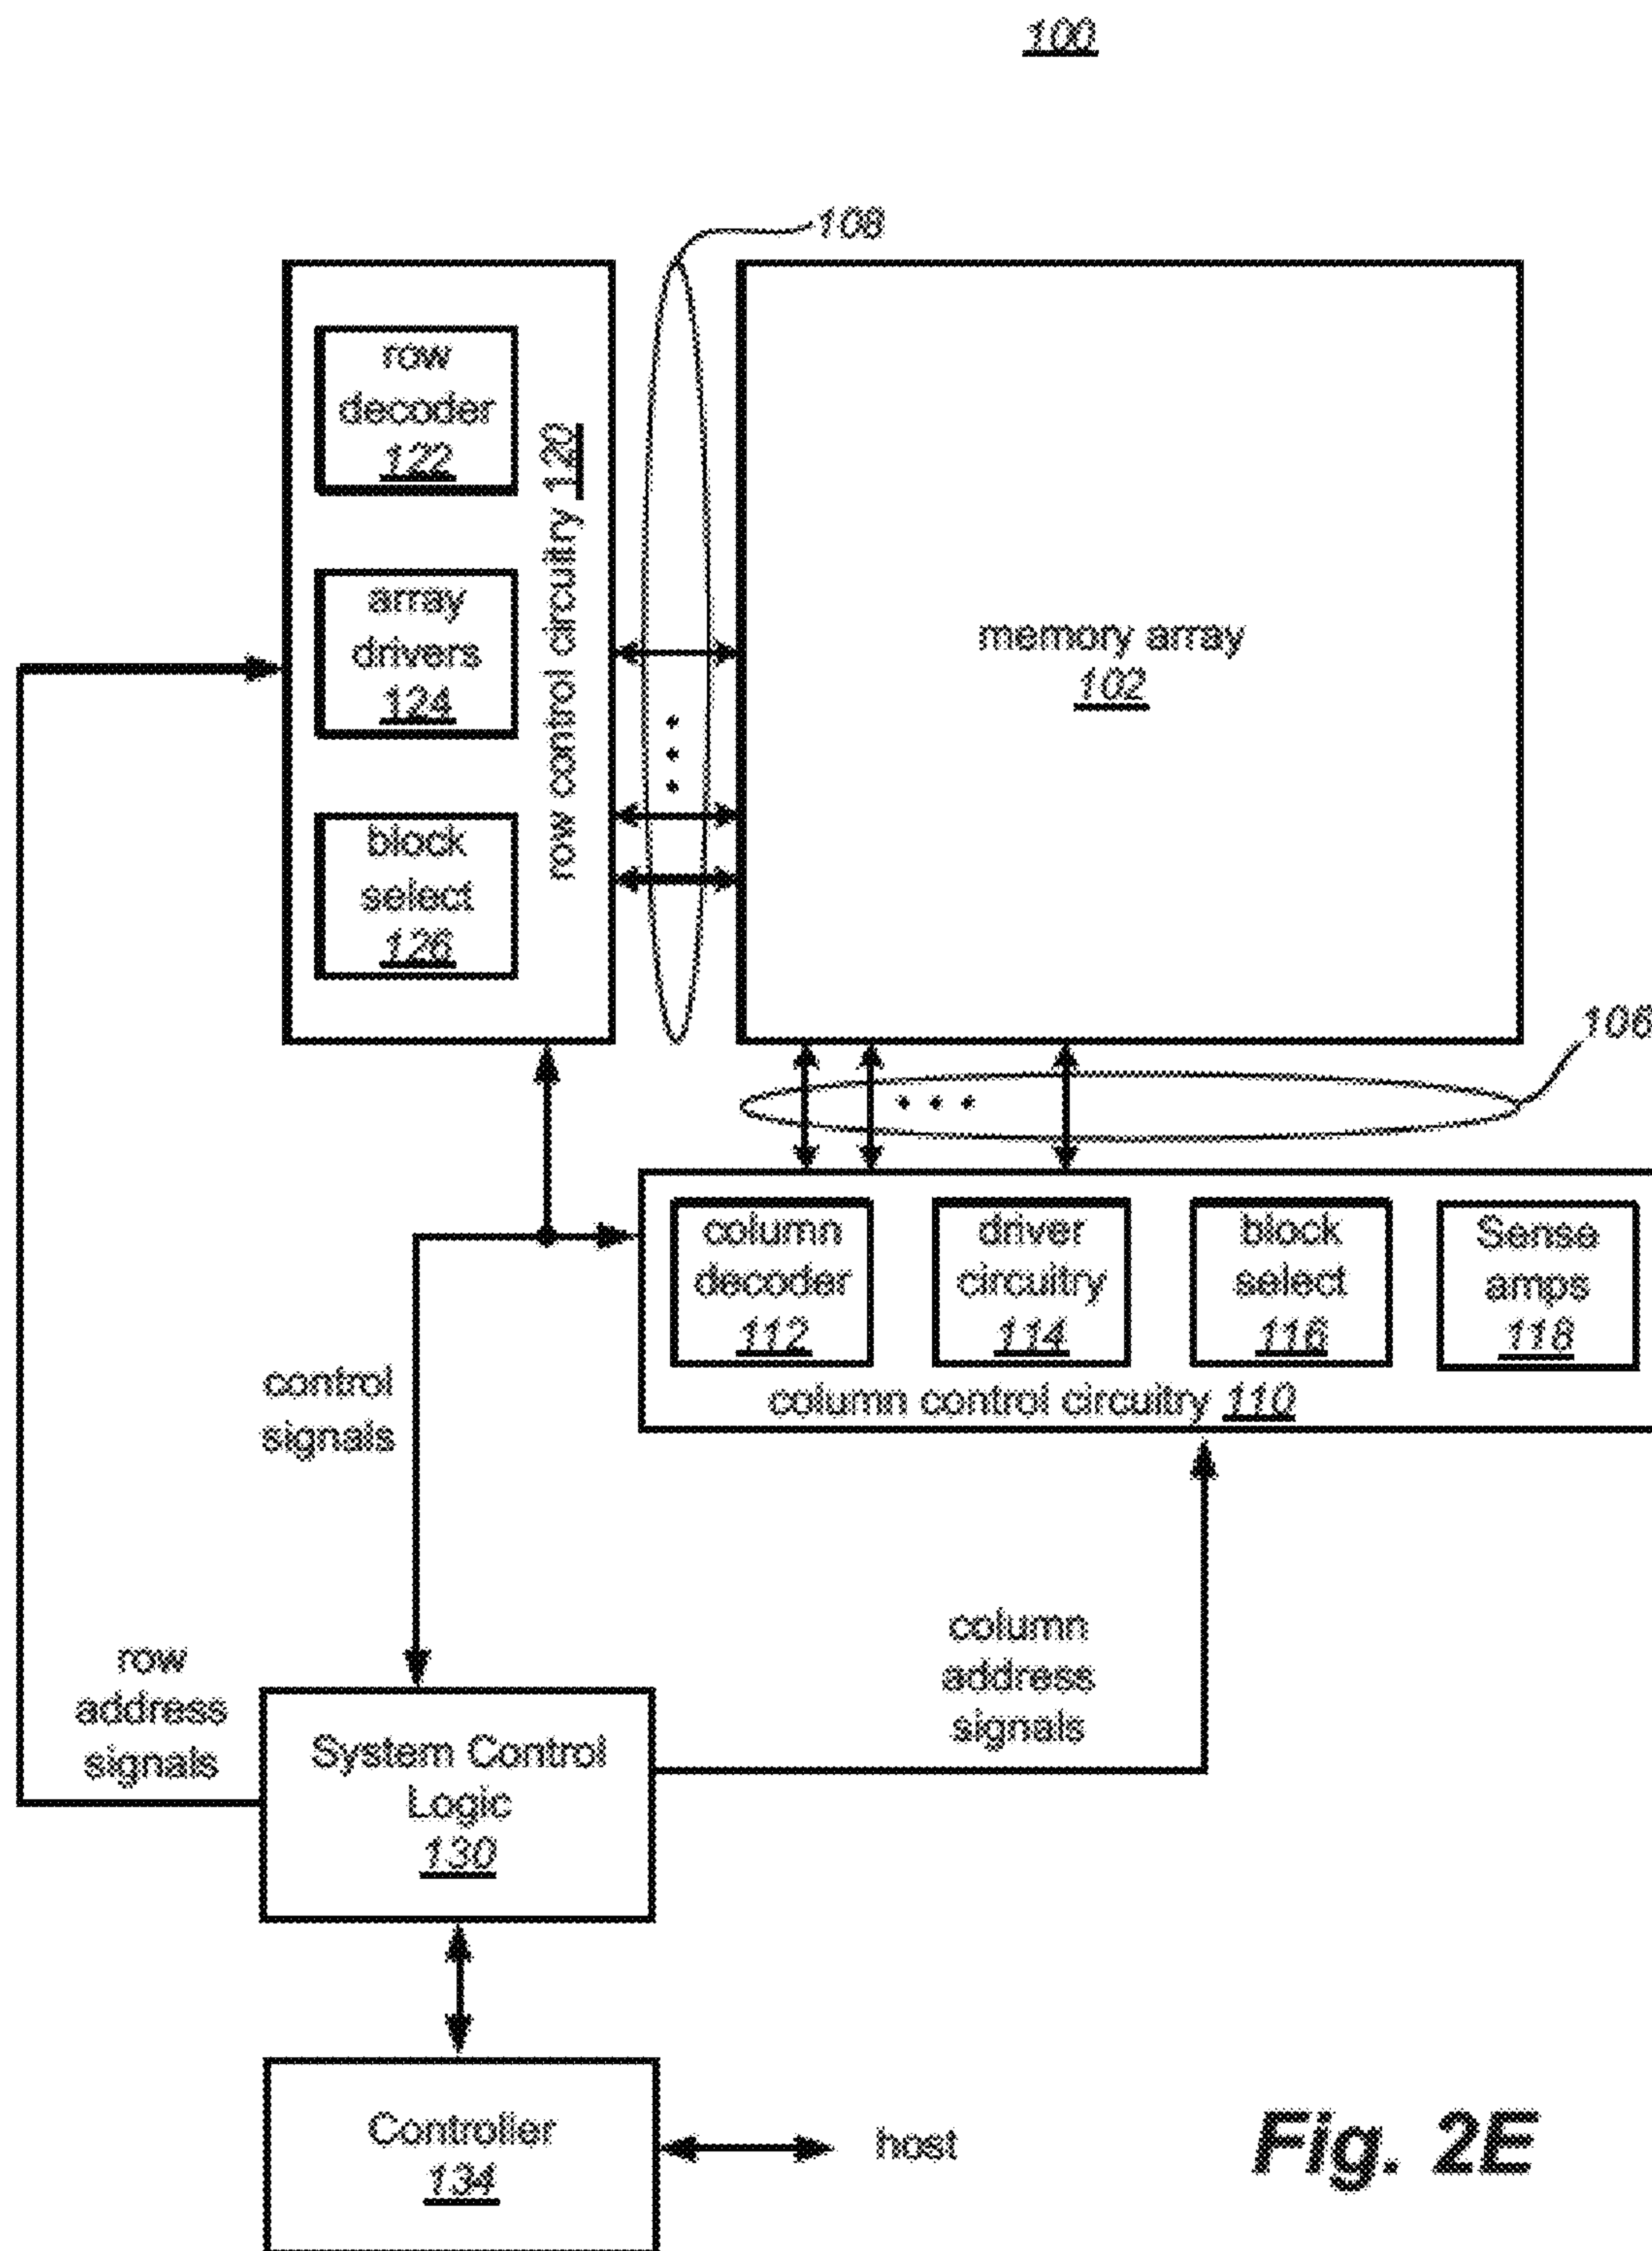 100
108
row
decoder
122
array
drivers
124
block
select
126
row control circuitry 120
memory array
102
106
column
decoder
112
driver
circuitry
114
block
select
116
Sense
amps
118
column control circuitry 110
control
signals
row
address
signals
column
address
signals
System Control
Logic
130
Controller
134
host
Fig. 2E